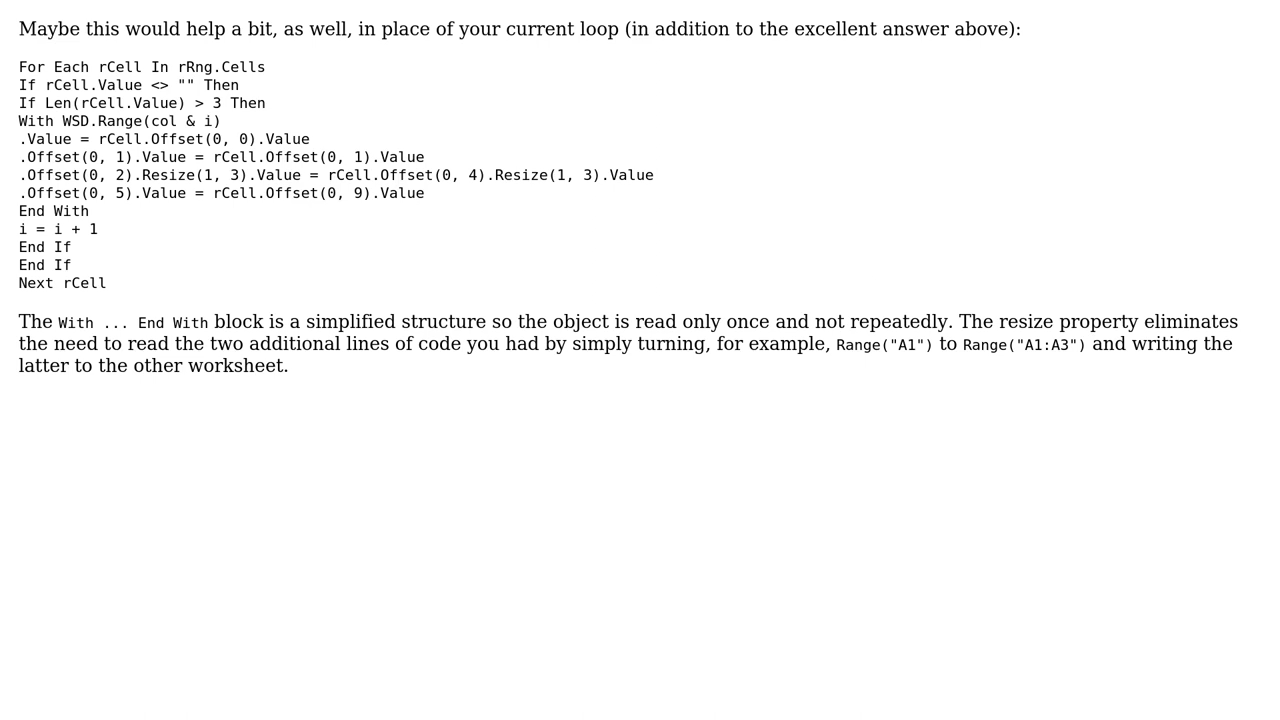 Maybe this would help a bit, as well, in place of your current loop (in addition to the excellent answer above):
For Each rCell In rRng.Cells
If rCell.Value <> "" Then
If Len(rCell.Value) > 3 Then
With WSD.Range(col & i)
.Value = rCell.Offset(0, 0).Value
.Offset(0, 1).Value = rCell.Offset(0, 1).Value
.Offset(0, 2).Resize(1, 3).Value = rCell.Offset(0, 4).Resize(1, 3).Value
.Offset(0, 5).Value = rCell.Offset(0, 9).Value
End With
i = i + 1
End If
End If
Next rCell
The With ... End With block is a simplified structure so the object is read only once and not repeatedly. The resize property eliminates
the need to read the two additional lines of code you had by simply turning, for example, Range("A1") to Range("A1:A3") and writing the
latter to the other worksheet.